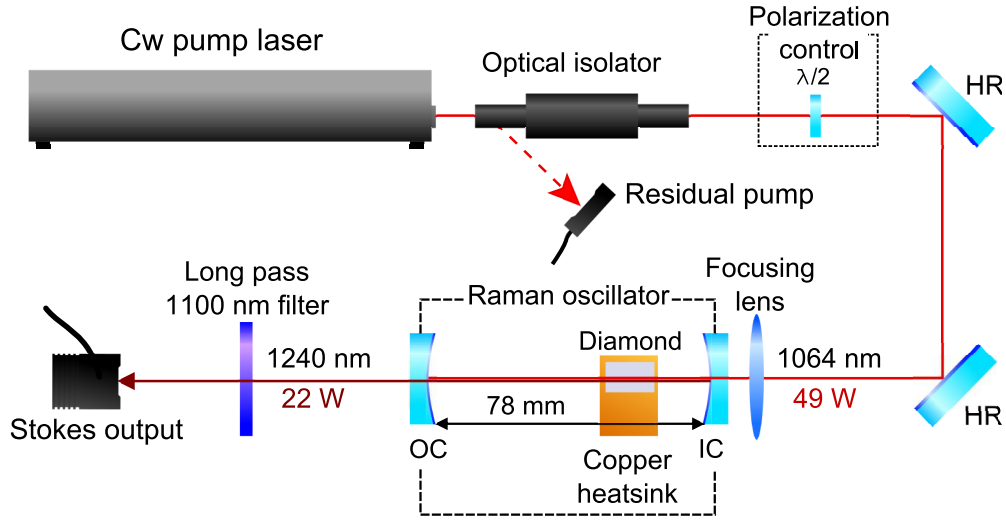 Cw pump laser
Optical isolator
Polarization
control
λ/2
HR
Residual pump
Long pass
1100 nm filter
Raman oscillator
Focusing
lens
Diamond
1240 nm
22 W
1064 nm
49 W
78 mm
Stokes output
OC
IC
HR
Copper
heatsink